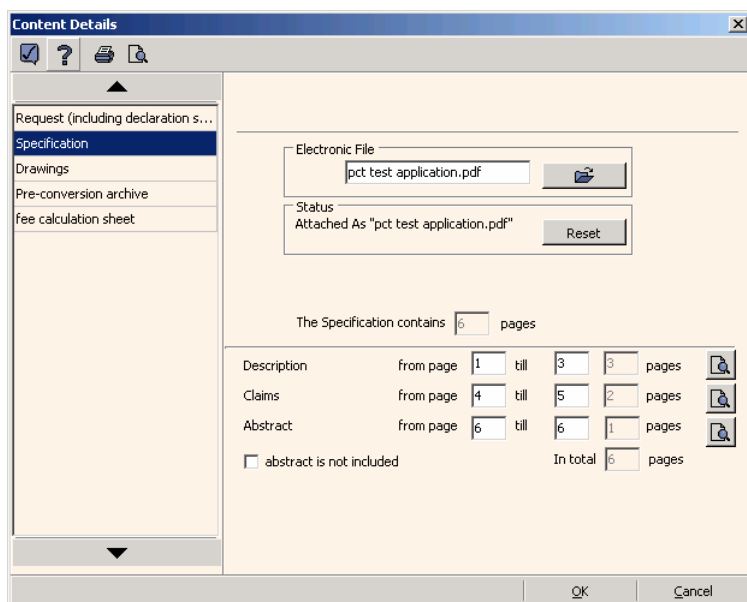 Content Details
Request (including declaration s...
Specification
Drawings
Pre-conversion archive
fee calculation sheet
Electronic File
pct test application.pdf
Status
Attached As "pct test application.pdf"
Reset
The Specification contains 6 pages
Description from page 1 till 3 3 pages
Claims from page 4 till 5 2 pages
Abstract from page 6 till 6 1 pages
abstract is not included In total 6 pages
OK Cancel